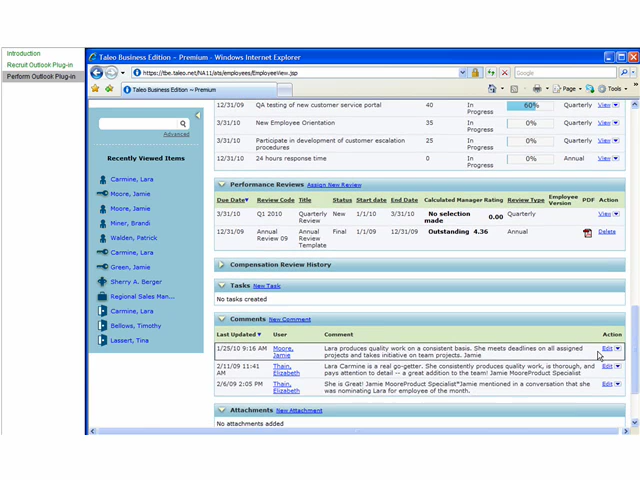 Introduction
Recruit Outlook Plug-in
Perform Outlook Plug-in
Taleo Business Edition - Premium - Windows Internet Explorer
https://tbe.taleo.net/NA11/ats/employees/EmployeeView.jsp
Google
Taleo Business Edition ~ Premium
Page
Tools
Advanced
Recently Viewed Items
Carmine, Lara
Moore, Jamie
Moore, Jamie
Miner, Brandi
Walden, Patrick
Carmine, Lara
Green, Jamie
Sherry A. Berger
Regional Sales Man...
Carmine, Lara
Bellows, Timothy
Lassert, Tina
12/31/09 QA testing of new customer service portal 40 In Progress 60% Quarterly View
3/31/10 New Employee Orientation 35 In Progress 0% Quarterly View
3/31/10 Participate in development of customer escalation procedures 25 In Progress 0% Quarterly View
12/31/10 24 hours response time 0 In Progress 0% Annual View
Performance Reviews Assign New Review
Due Date Review Code Title Status Start date End Date Calculated Manager Rating Review Type Employee Version PDF Action
3/31/10 Q1 2010 Quarterly Review New 1/1/10 3/31/10 No selection made 0.00 Quarterly View
12/31/09 Annual Review 09 Annual Review Template Final 1/1/09 12/31/09 Outstanding 4.36 Annual Delete
Compensation Review History
Tasks New Task
No tasks created
Comments New Comment
Last Updated User Comment Action
1/25/10 9:16 AM Moore, Jamie Lara produces quality work on a consistent basis. She meets deadlines on all assigned projects and takes initiative on team projects. Jamie Edit
2/11/09 11:41 AM Thain, Elizabeth Lara Carmine is a real go-getter. She consistently produces quality work, is thorough, and pays attention to detail -- a great addition to the team! Jamie MooreProduct Specialist Edit
2/6/09 2:05 PM Thain, Elizabeth She is Great! Jamie MooreProduct Specialist"Jamie mentioned in a conversation that she was nominating Lara for employee of the month. Edit
Attachments New Attachment
No attachments added